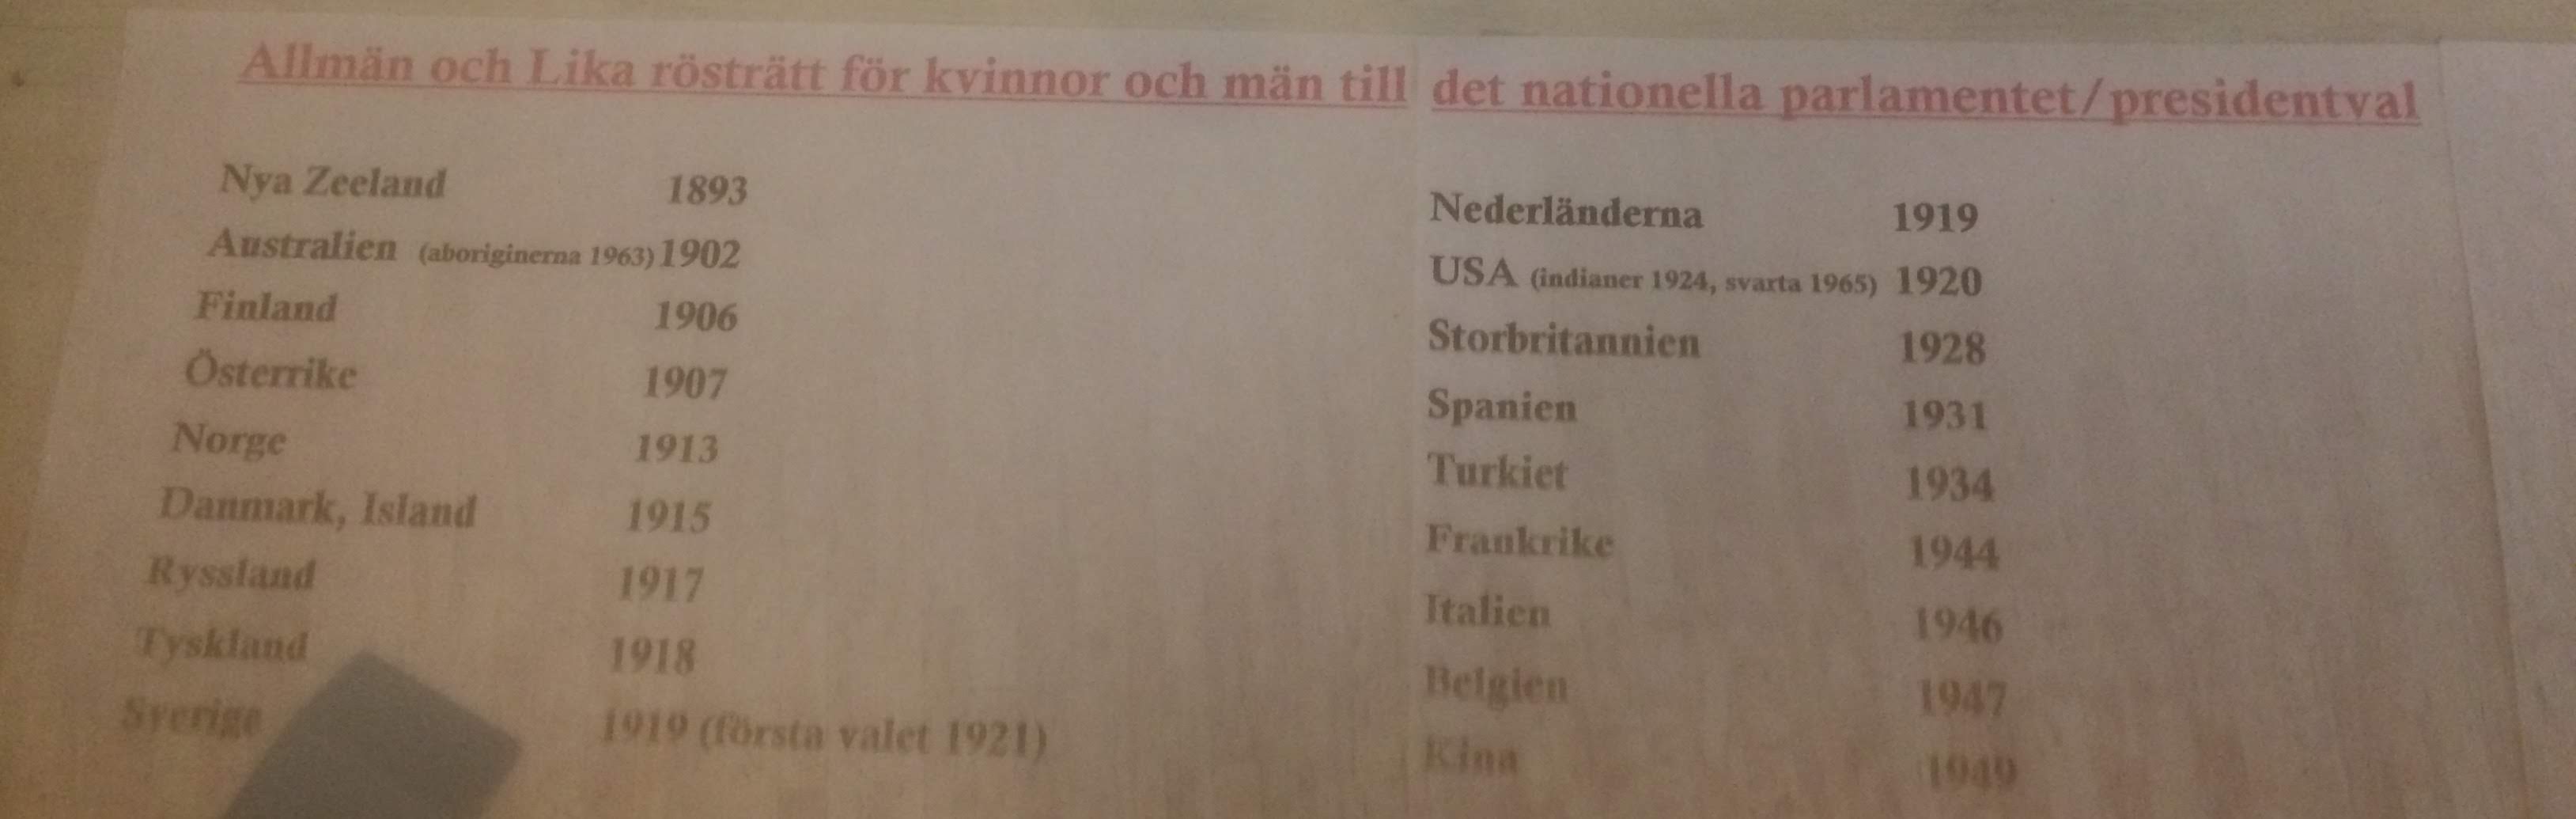 Allmän och Lika rösträtt för kvinnor och män till det nationella parlamentet/presidentval
Nya Zeeland 1893
Australien (aboriginerna 1963) 1902
Finland 1906
Österrike 1907
Norge 1913
Danmark, Island 1915
Ryssland 1917
Tyskland 1918
Sverige 1919 (första valet 1921)
Nederländerna 1919
USA (indianer 1924, svarta 1965) 1920
Storbritannien 1928
Spanien 1931
Turkiet 1934
Frankrike 1944
Italien 1946
Belgien 1947
Kina 1949